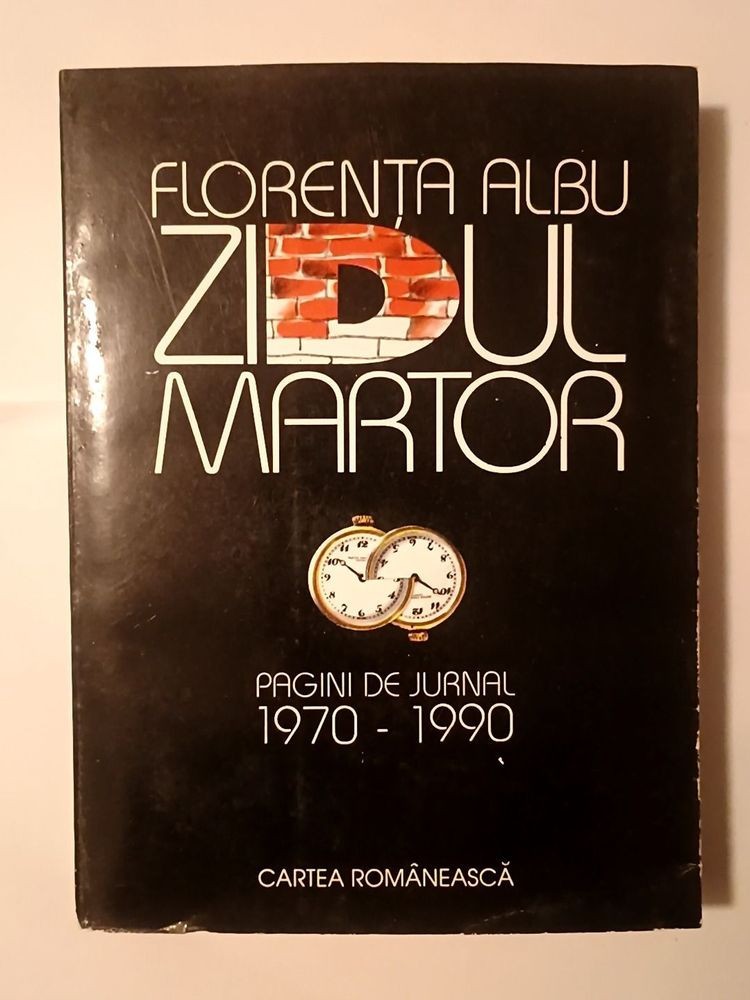 FLORENȚA ALBU
ZIDUL
MARTOR
PAGINI DE JURNAL
1970 - 1990
CARTEA ROMÂNEASCĂ